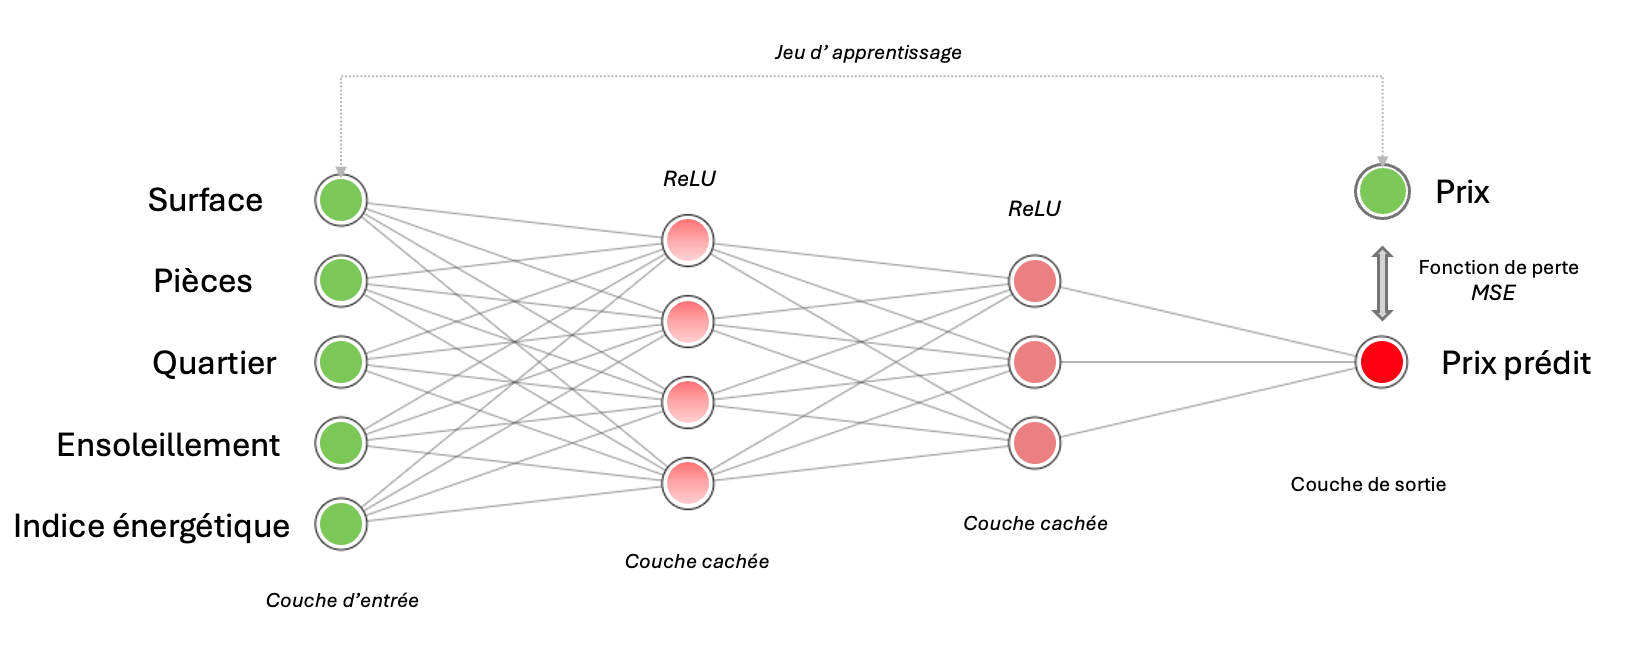 Jeu d’ apprentissage
ReLU
ReLU
Surface
Pièces
Quartier
Ensoleillement
Indice énergétique
Prix
Fonction de perte
MSE
Prix prédit
Couche de sortie
Couche cachée
Couche cachée
Couche d’entrée